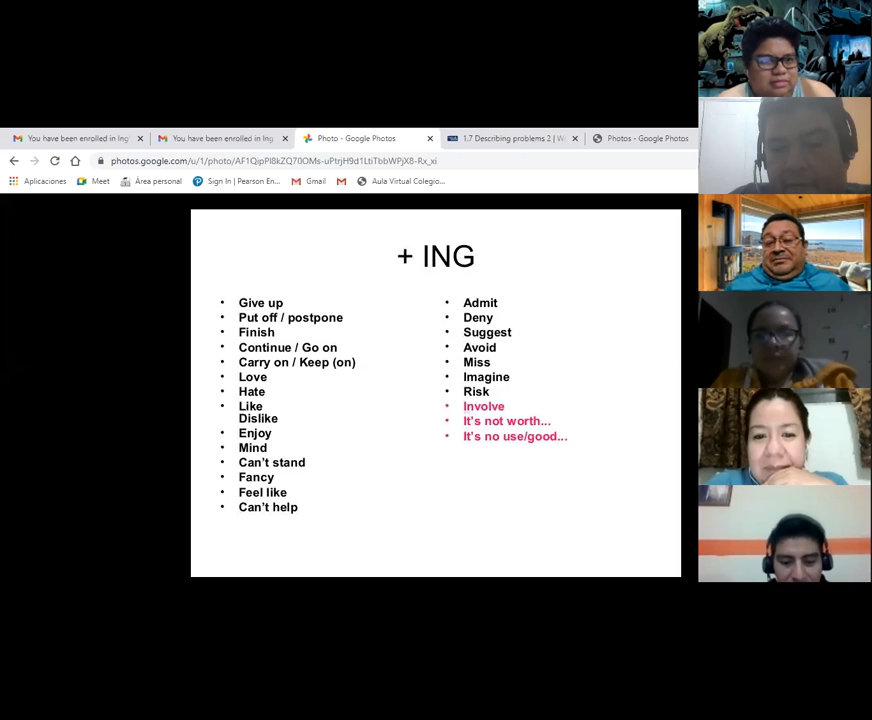 You have been enrolled in Ing
You have been enrolled in Ing
Photo - Google Photos
1.7 Describing problems 2 | W
Photos - Google Photos
photos.google.com/u/1/photo/AF1QipPl8kZQ70OMs-uPtjH9d1LtiTbbWPjX8-Rx_xi
Aplicaciones
Meet
Área personal
Sign In | Pearson En...
Gmail
Aula Virtual Colegio...
+ ING
• Give up
• Put off / postpone
• Finish
• Continue / Go on
• Carry on / Keep (on)
• Love
• Hate
• Like
Dislike
• Enjoy
• Mind
• Can't stand
• Fancy
• Feel like
• Can't help
• Admit
• Deny
• Suggest
• Avoid
• Miss
• Imagine
• Risk
• Involve
• It's not worth...
• It's no use/good...